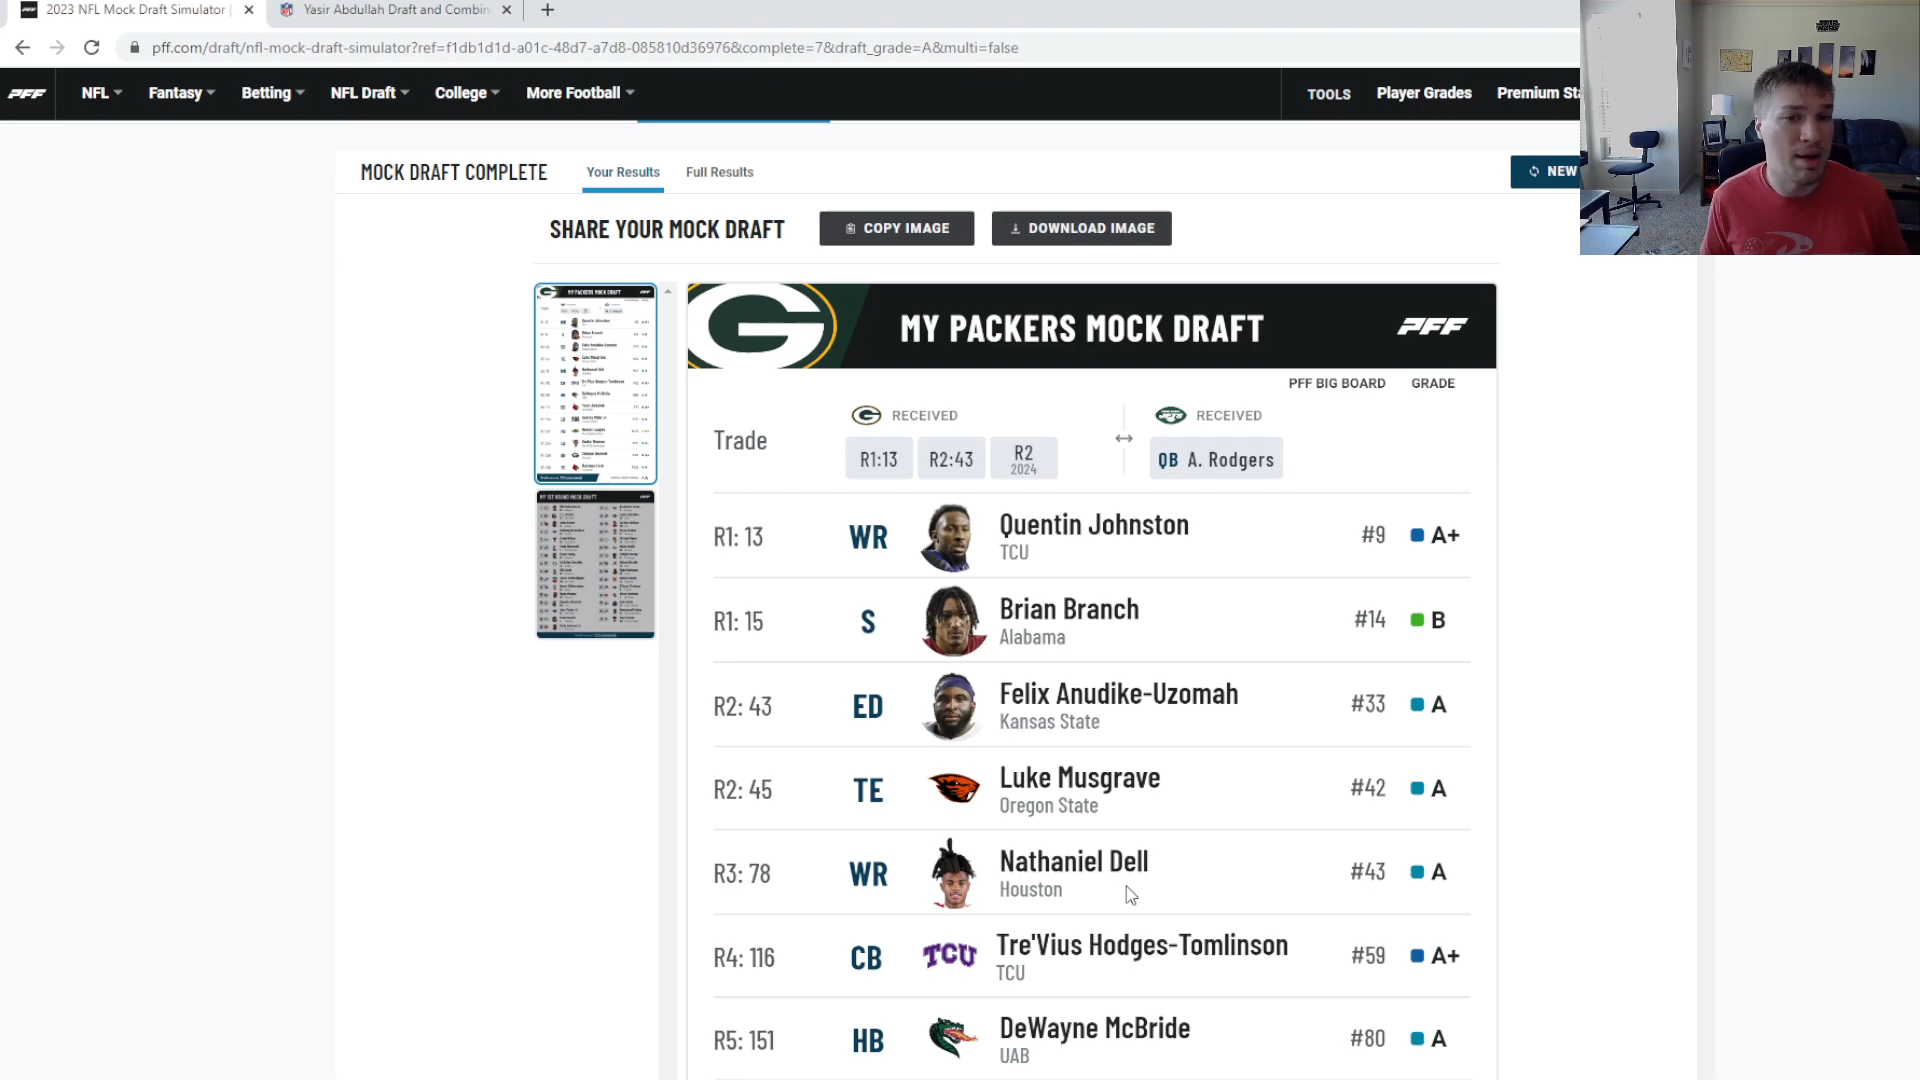 2023 NFL Mock Draft Simulator |
Yasir Abdullah Draft and Combin
pff.com/draft/nfl-mock-draft-simulator?ref=f1db1d1d-a01c-48d7-a7d8-085810d36976&complete=7&draft_grade=A&multi=false
PFF NFL Fantasy Betting NFL Draft College More Football TOOLS Player Grades Premium Sta
MOCK DRAFT COMPLETE Your Results Full Results NEW
SHARE YOUR MOCK DRAFT COPY IMAGE DOWNLOAD IMAGE
G MY PACKERS MOCK DRAFT PFF
PFF BIG BOARD GRADE
RECEIVED RECEIVED
Trade R1:13 R2:43 R2 2024 QB A. Rodgers
R1: 13 WR Quentin Johnston #9 A+
TCU
R1: 15 S Brian Branch #14 B
Alabama
R2: 43 ED Felix Anudike-Uzomah #33 A
Kansas State
R2: 45 TE Luke Musgrave #42 A
Oregon State
R3: 78 WR Nathaniel Dell #43 A
Houston
R4: 116 CB TCU Tre'Vius Hodges-Tomlinson #59 A+
TCU
R5: 151 HB DeWayne McBride #80 A
UAB